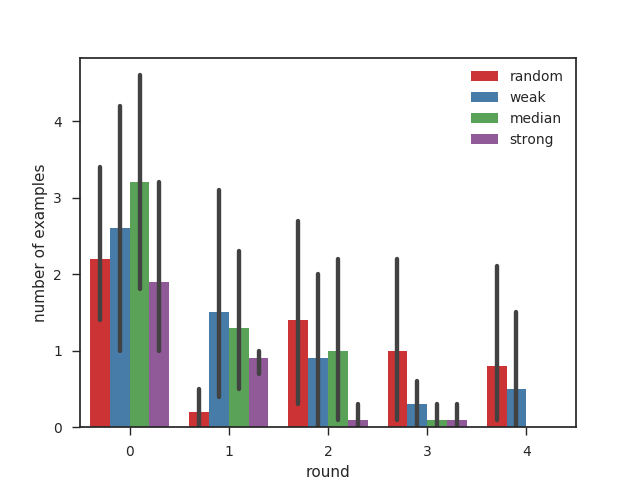 random
weak
median
strong
number of examples
4
3
2
1
0
0 1 2 3 4
round